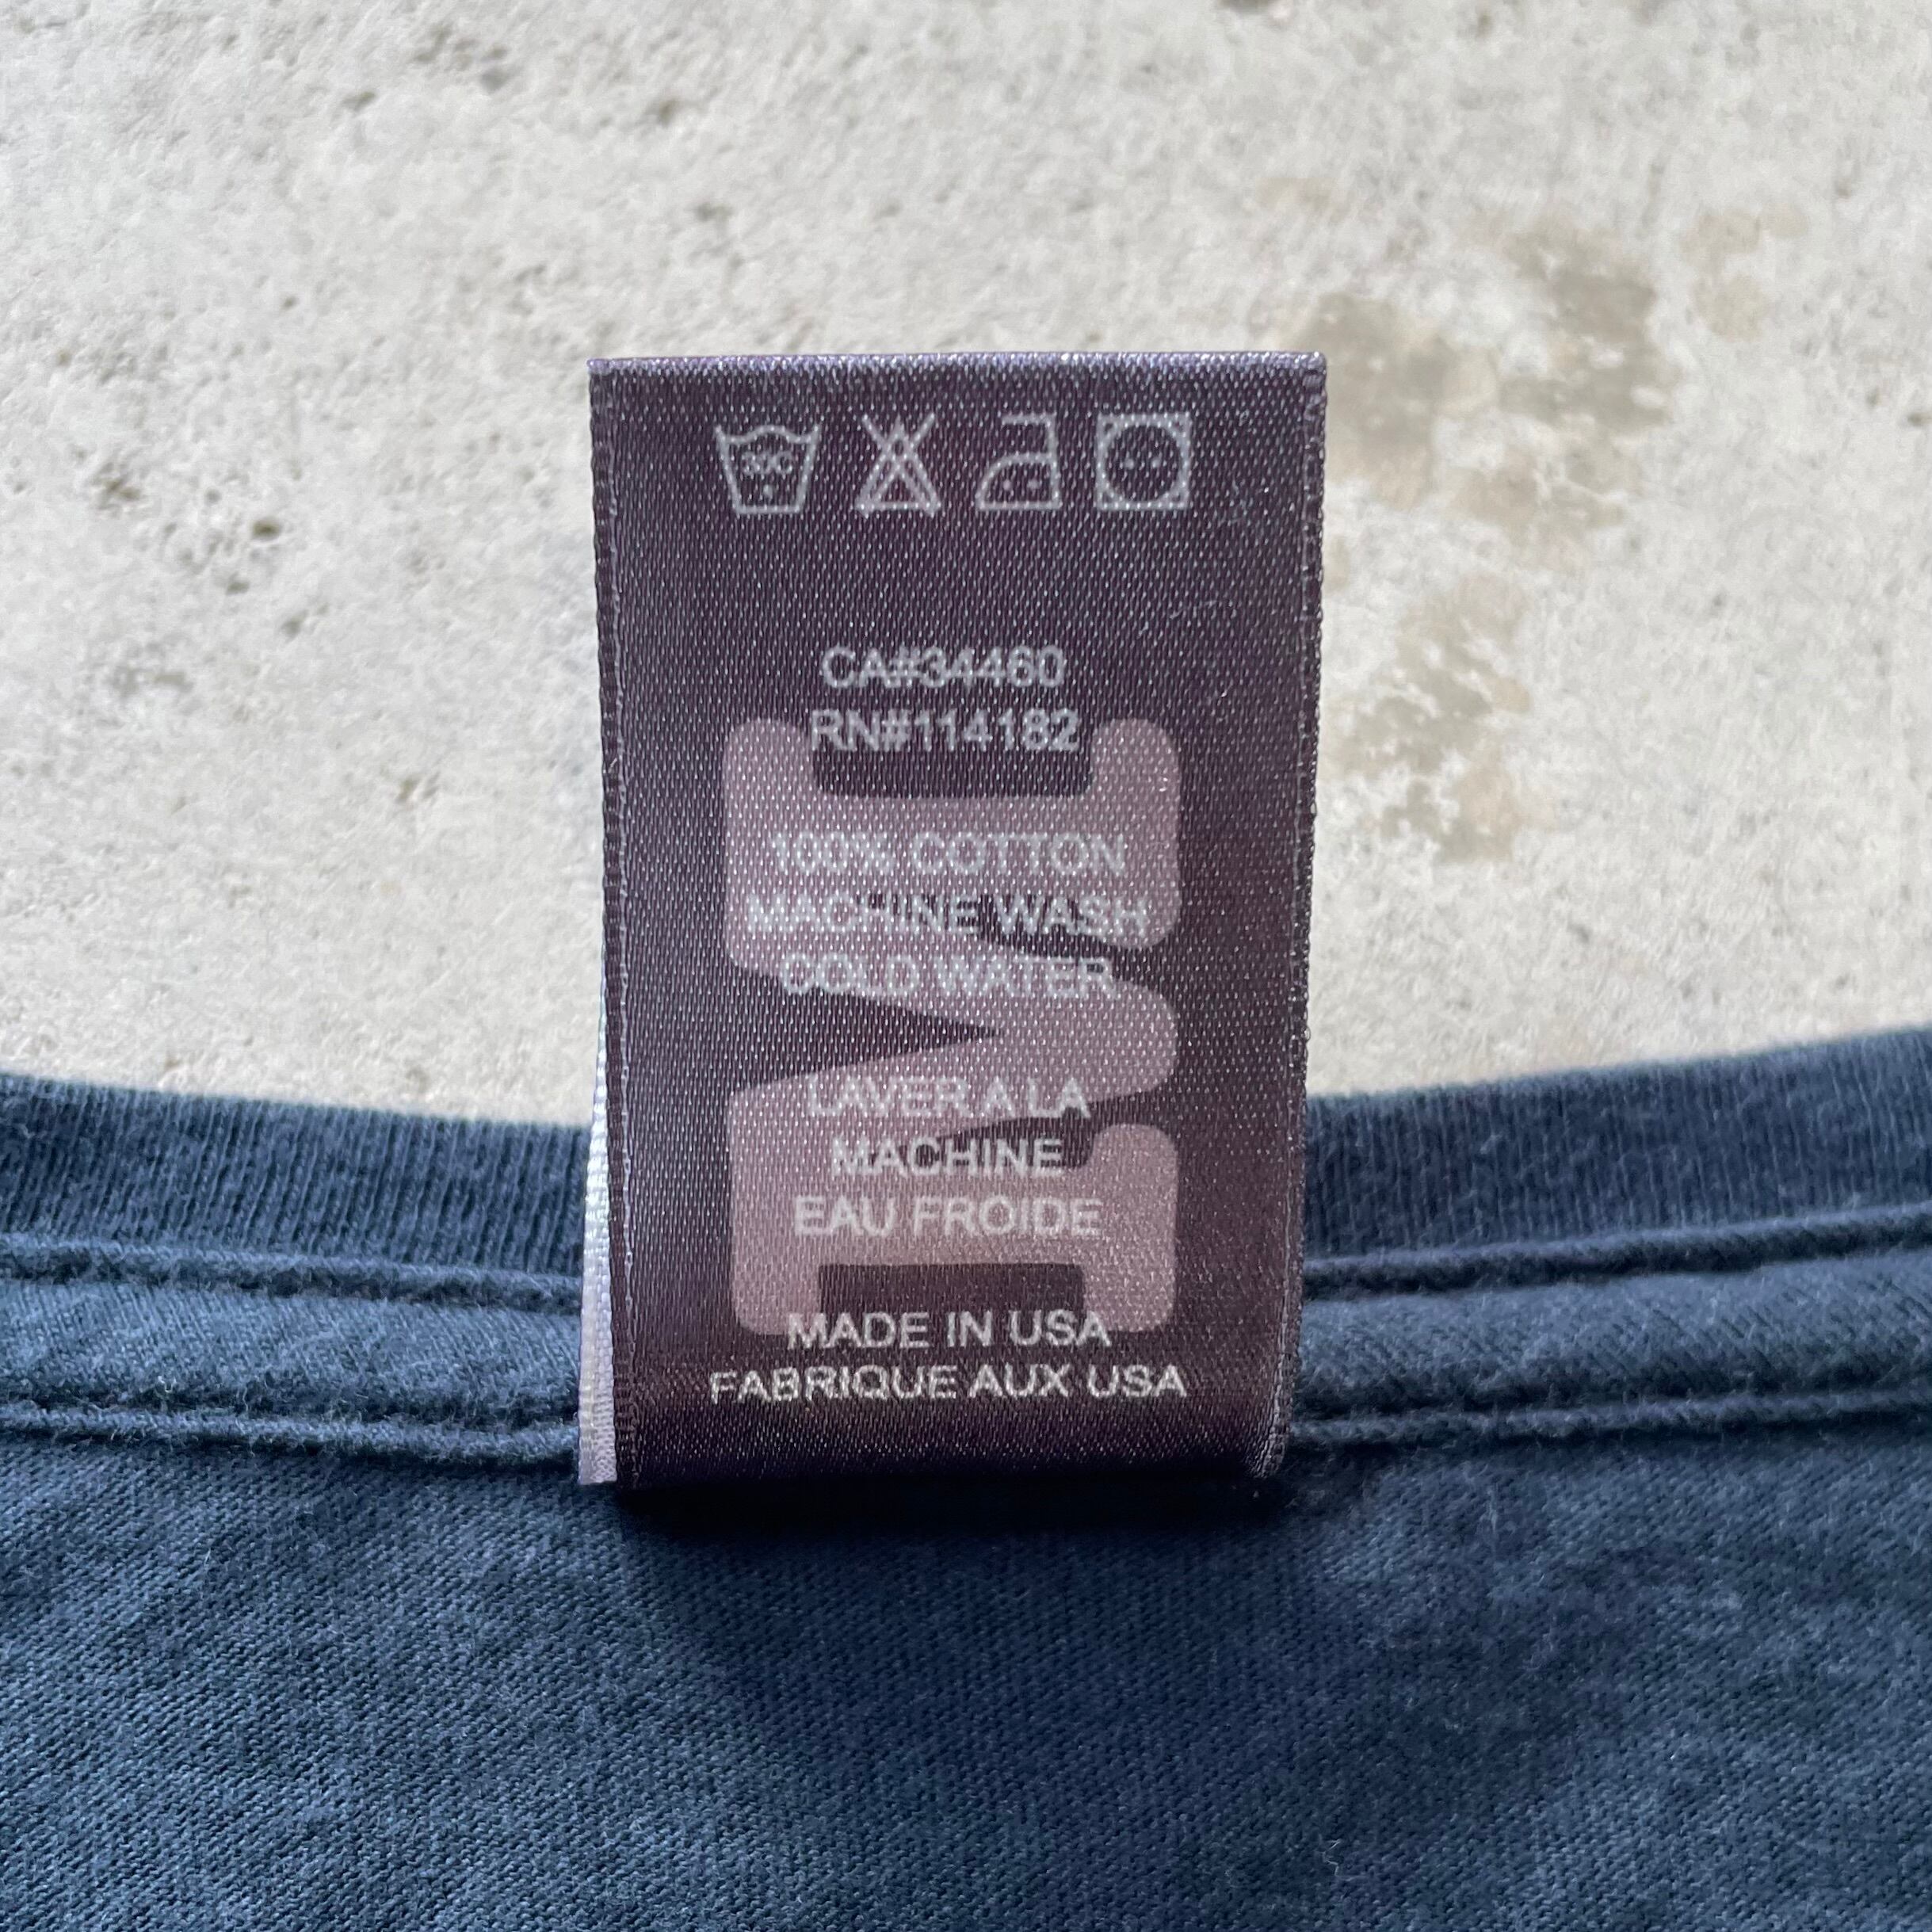 30C
CA#34460
RN#114182
100% COTTON
MACHINE WASH
COLD WATER
LAVER A LA
MACHINE
EAU FROIDE
MADE IN USA
FABRIQUE AUX USA